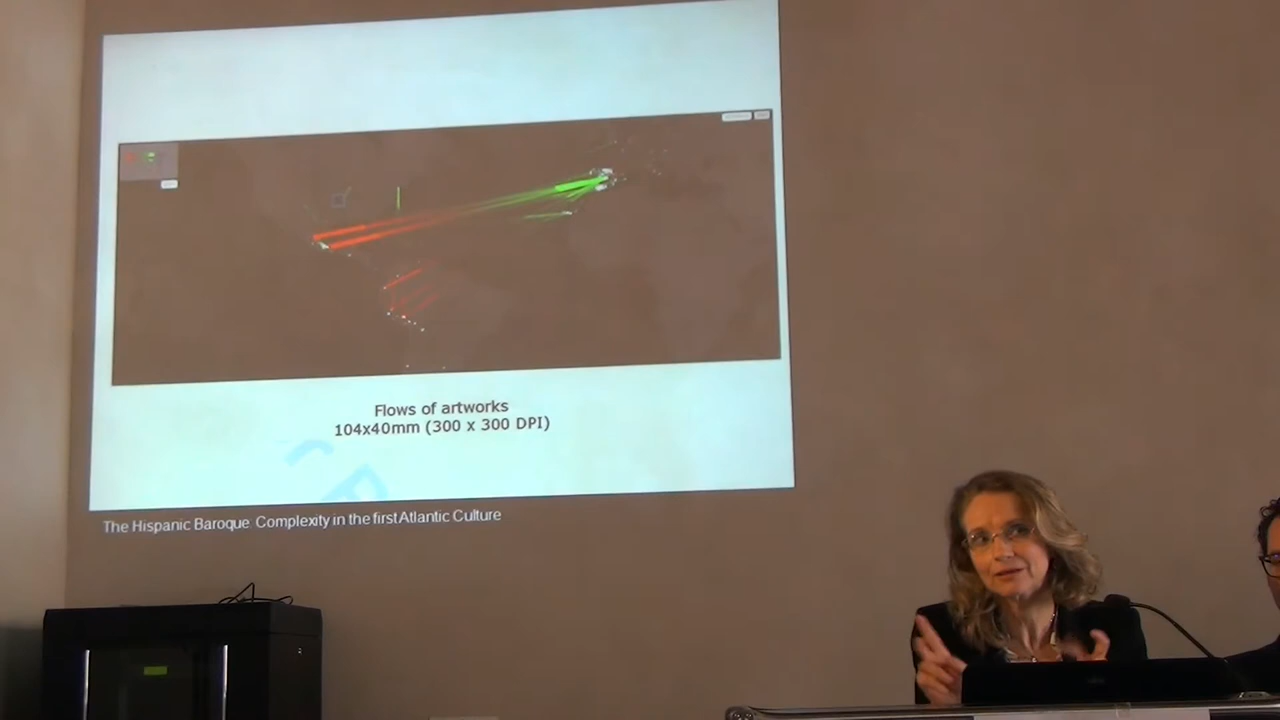 Flows of artworks
104x40mm (300 x 300 DPI)
The Hispanic Baroque Complexity in the first Atlantic Culture